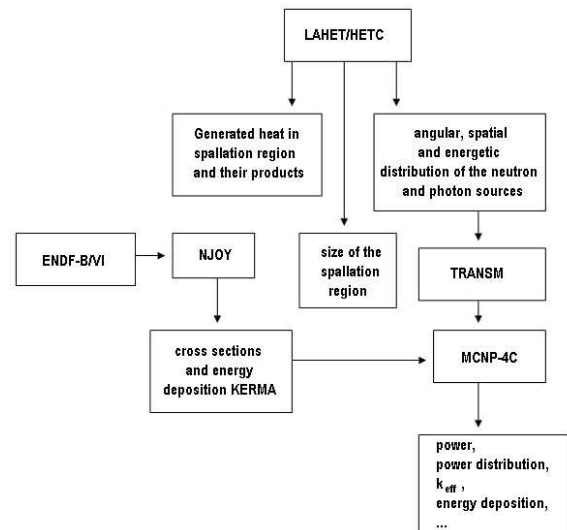 LAHET/HETC
Generated heat in
spallation region
and their products
angular, spatial
and energetic
distribution of the neutron
and photon sources
ENDF-B/VI
NJOY
size of the
spallation
region
TRANSM
cross sections
and energy
deposition KERMA
MCNP-4C
power,
power distribution,
k eff ,
energy deposition,
...